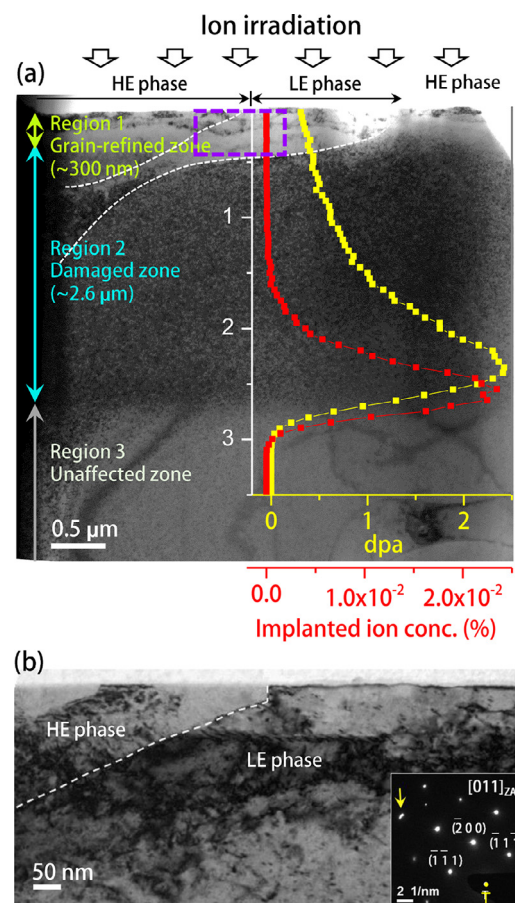 Ion irradiation
(a)
HE phase
LE phase
HE phase
Region 1
Grain-refined zone
(~300 nm)
Region 2
Damaged zone
(~2.6 μm)
Region 3
Unaffected zone
0.5 μm
1
2
3
0 1 2
dpa
0.0 1.0x10⁻² 2.0x10⁻²
Implanted ion conc. (%)
(b)
HE phase
LE phase
50 nm
[011]ZA
(2̅ 0 0)
(1̅ 1̅ 1)
2 1/nm